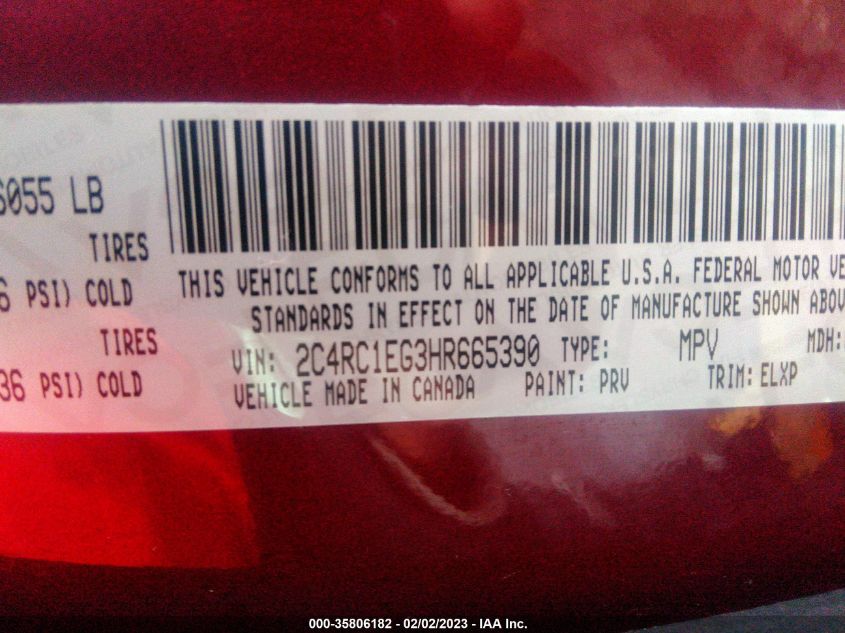 6055 LB
TIRES
6 PSI) COLD
THIS VEHICLE CONFORMS TO ALL APPLICABLE U.S.A. FEDERAL MOTOR VE
STANDARDS IN EFFECT ON THE DATE OF MANUFACTURE SHOWN ABOV
TIRES
VIN: 2C4RC1EG3HR665390 TYPE: MPV MDH:
36 PSI) COLD
VEHICLE MADE IN CANADA PAINT: PRV TRIM: ELXP
000-35806182 - 02/02/2023 - IAA Inc.